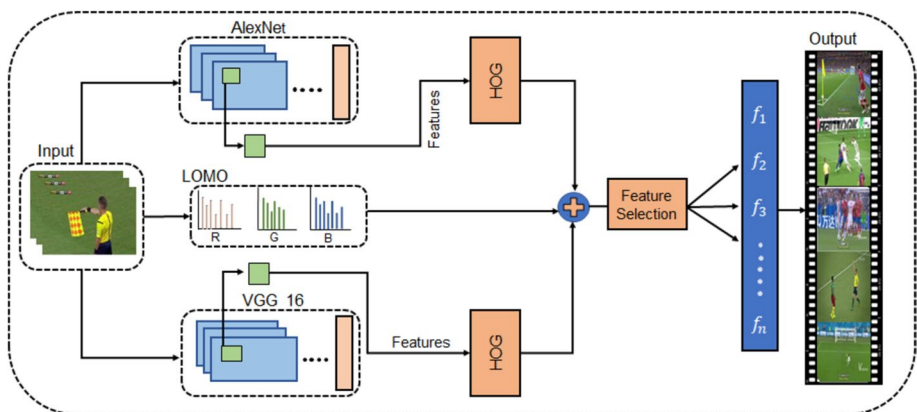 AlexNet
Output
HOG
Features
Input
LOMO
R
G
B
Feature
Selection
f1
f2
f3
fn
VGG_16
Features
HOG